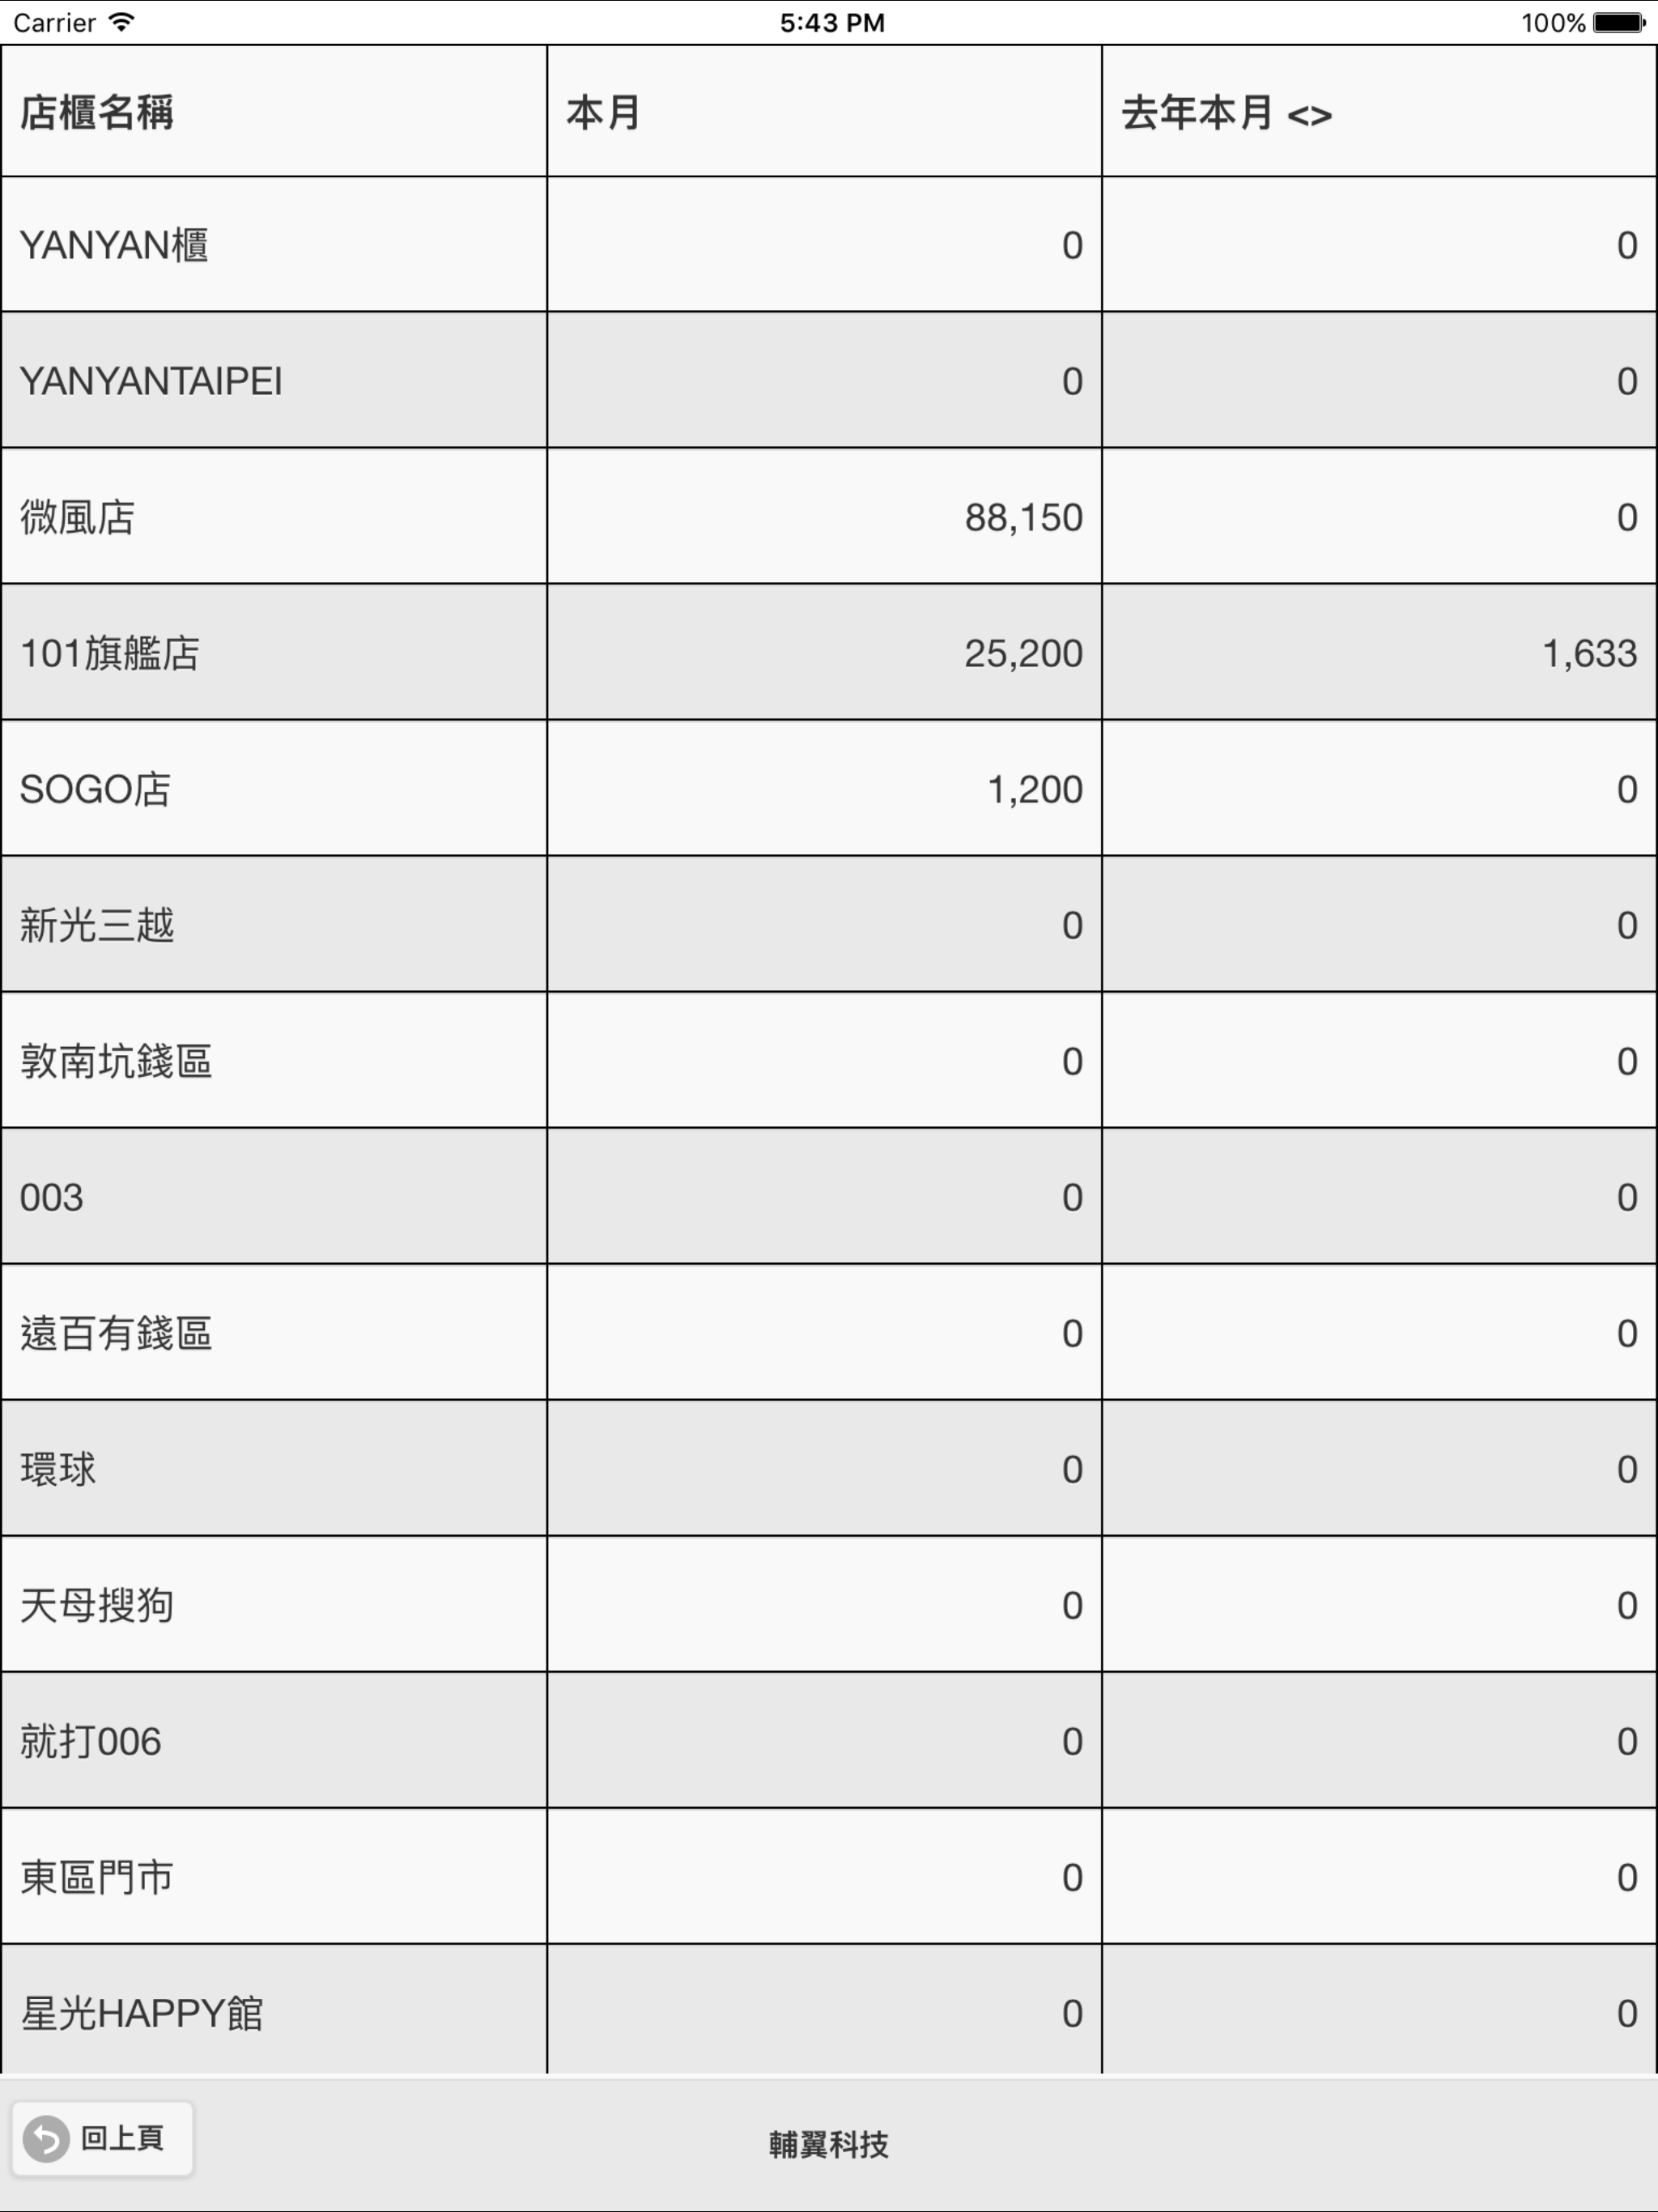 Carrier 5:43 PM 100%
店櫃名稱 本月 去年本月 <>
YANYAN櫃 0 0
YANYANTAIPEI 0 0
微風店 88,150 0
101旗艦店 25,200 1,633
SOGO店 1,200 0
新光三越 0 0
敦南坑錢區 0 0
003 0 0
遠百有錢區 0 0
環球 0 0
天母搜狗 0 0
就打006 0 0
東區門市 0 0
星光HAPPY館 0 0
回上頁 輔翼科技